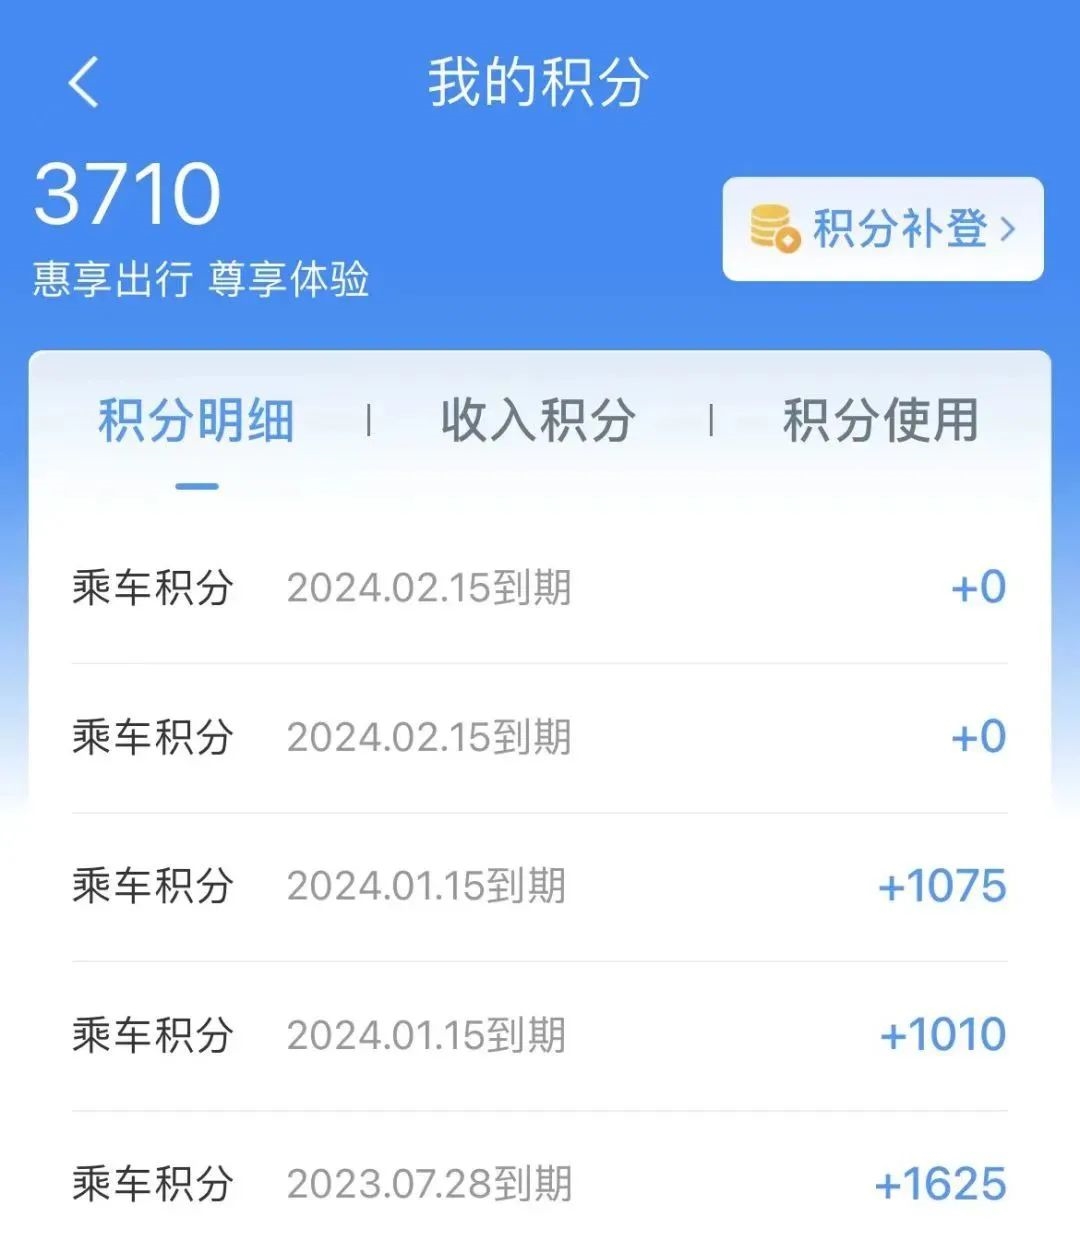 我的积分
3710
积分补登
惠享出行 尊享体验
积分明细 | 收入积分 | 积分使用
乘车积分 2024.02.15到期 +0
乘车积分 2024.02.15到期 +0
乘车积分 2024.01.15到期 +1075
乘车积分 2024.01.15到期 +1010
乘车积分 2023.07.28到期 +1625